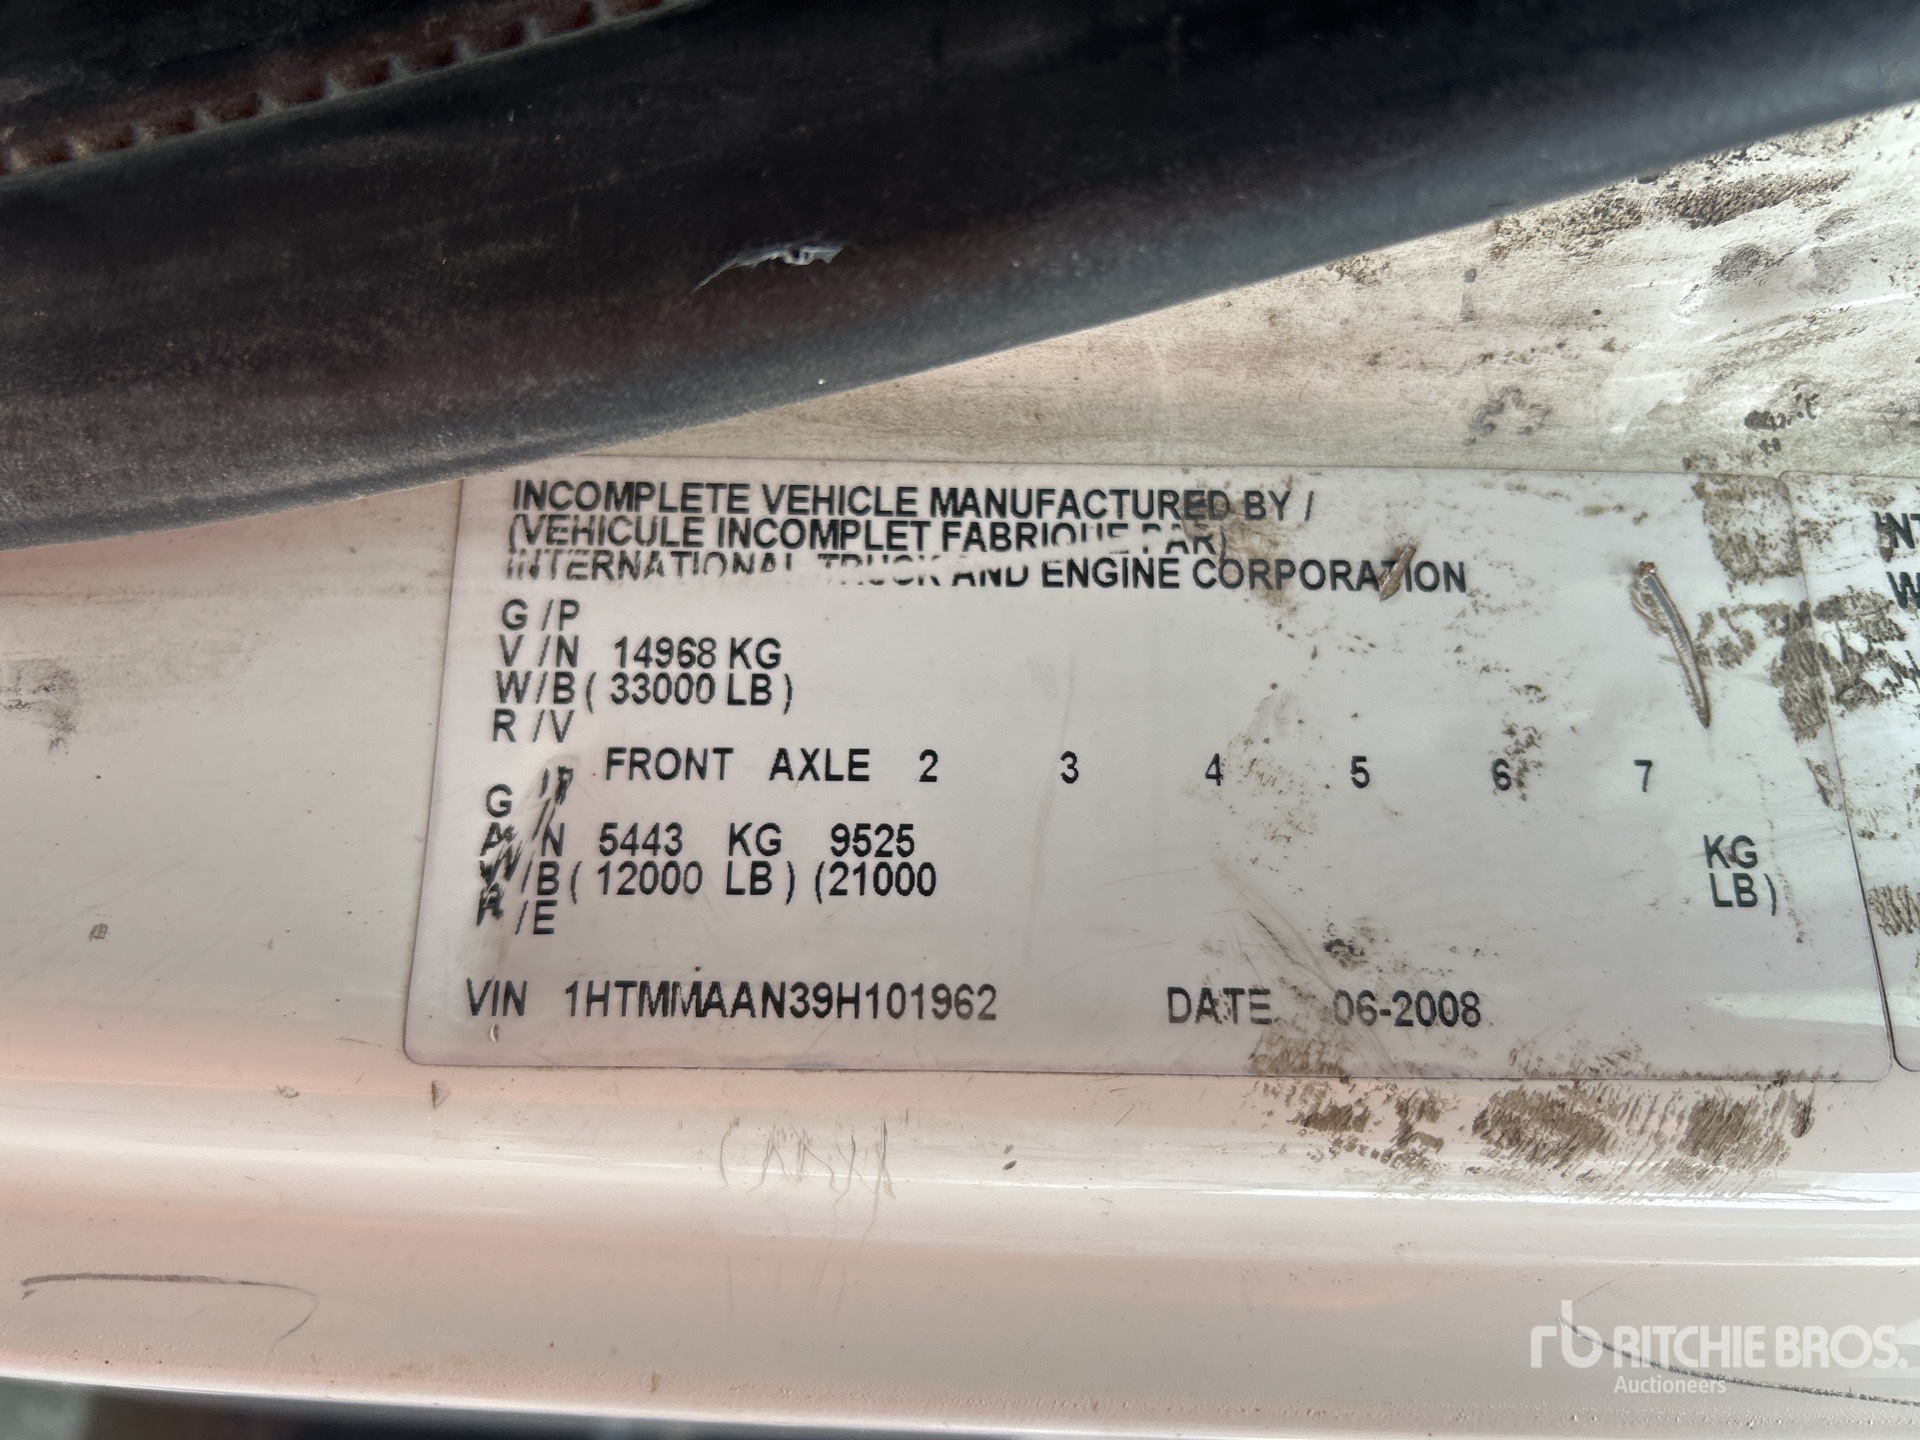 INCOMPLETE VEHICLE MANUFACTURED BY /
(VEHICULE INCOMPLET FABRIQUE PAR)
INTERNATIONAL TRUCK AND ENGINE CORPORATION
G /P
V /N 14968 KG
W/B ( 33000 LB )
R /V
/P FRONT AXLE 2 3 4 5 6 7
G /
A /N 5443 KG 9525 KG
W/B ( 12000 LB ) (21000 LB )
R /E
VIN 1HTMMAAN39H101962 DATE 06-2008
rb RITCHIE BROS.
Auctioneers